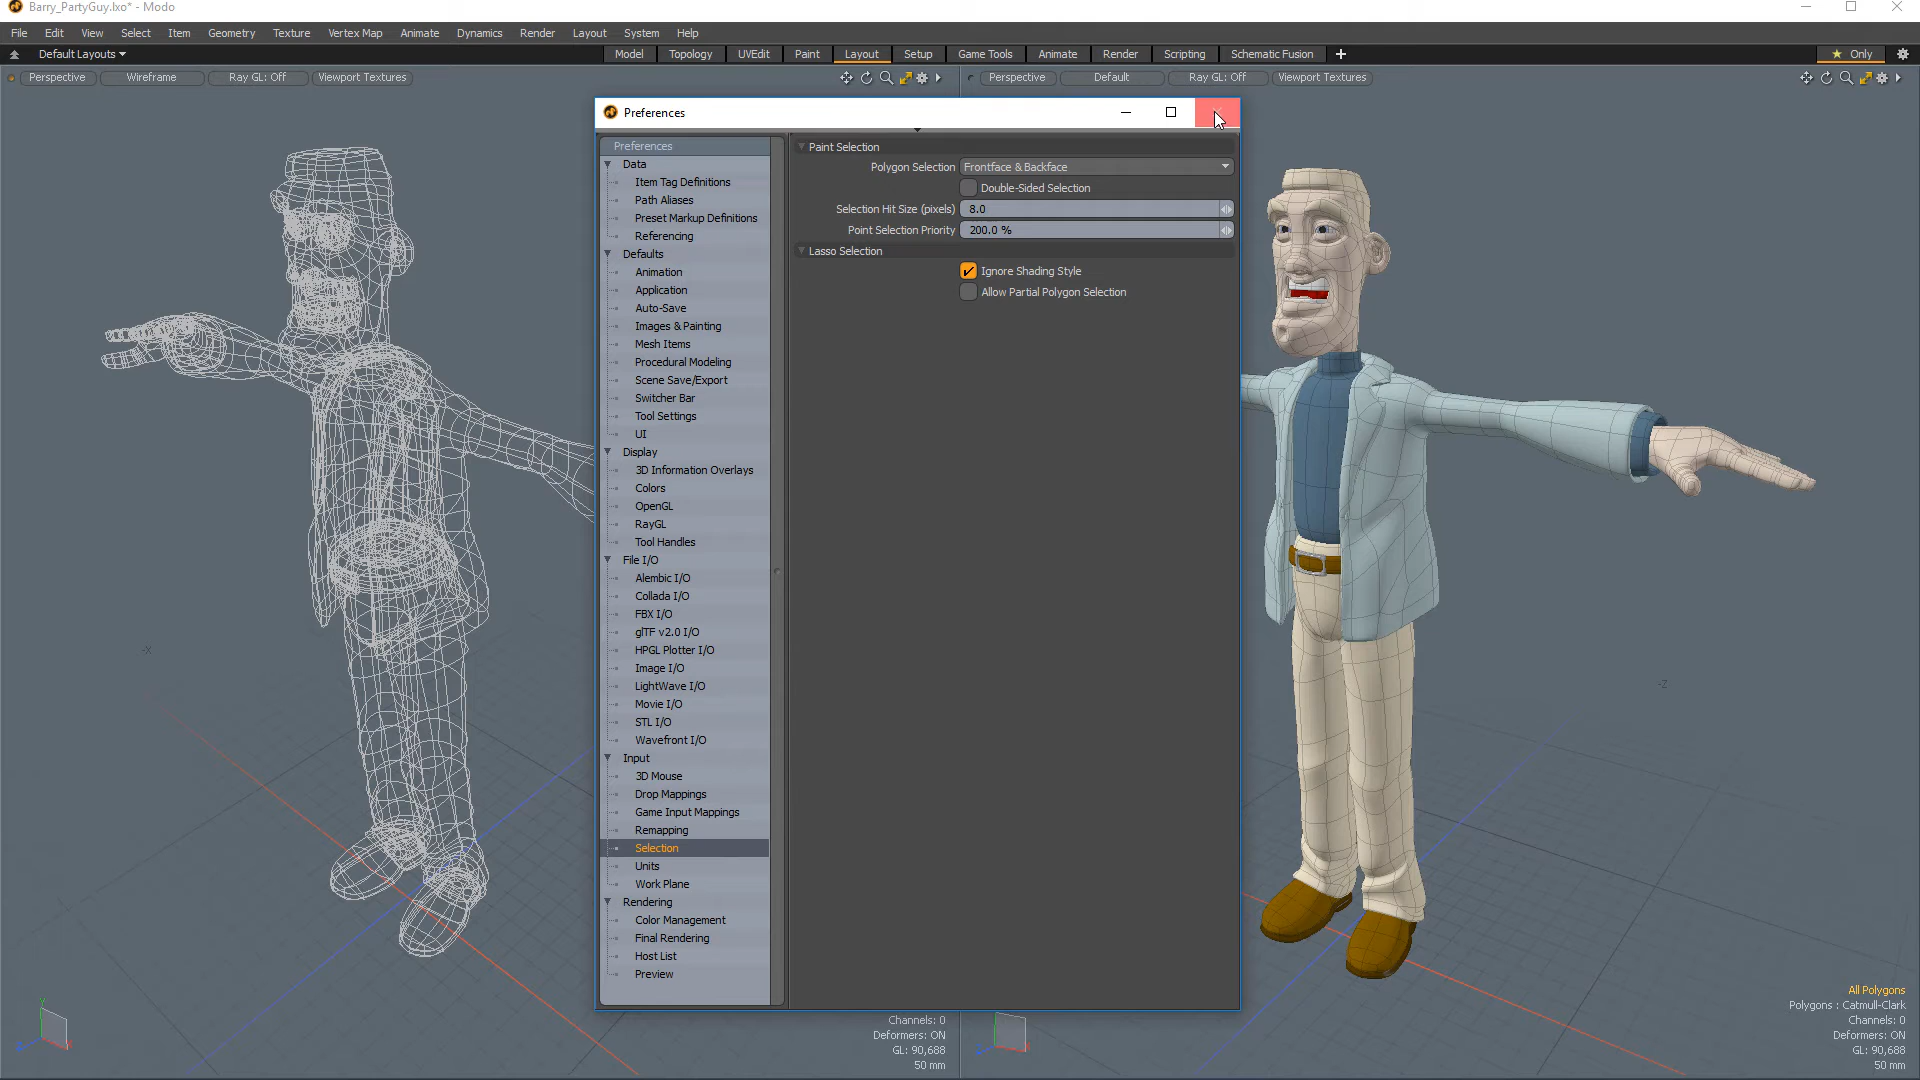 Barry_PartyGuy.lxo* - Modo
File Edit View Select Item Geometry Texture Vertex Map Animate Dynamics Render Layout System Help
Default Layouts Model Topology UVEdit Paint Layout Setup Game Tools Animate Render Scripting Schematic Fusion Only
Perspective Wireframe Ray GL: Off Viewport Textures
Perspective Default Ray GL: Off Viewport Textures
Preferences
Preferences
Data
Item Tag Definitions
Path Aliases
Preset Markup Definitions
Referencing
Defaults
Animation
Application
Auto-Save
Images & Painting
Mesh Items
Procedural Modeling
Scene Save/Export
Switcher Bar
Tool Settings
UI
Display
3D Information Overlays
Colors
OpenGL
RayGL
Tool Handles
File I/O
Alembic I/O
Collada I/O
FBX I/O
glTF v2.0 I/O
HPGL Plotter I/O
Image I/O
LightWave I/O
Movie I/O
STL I/O
Wavefront I/O
Input
3D Mouse
Drop Mappings
Game Input Mappings
Remapping
Selection
Units
Work Plane
Rendering
Color Management
Final Rendering
Host List
Preview
Paint Selection
Polygon Selection Frontface & Backface
Double-Sided Selection
Selection Hit Size (pixels) 8.0
Point Selection Priority 200.0 %
Lasso Selection
Ignore Shading Style
Allow Partial Polygon Selection
-X
-Z
Channels: 0
Deformers: ON
GL: 90,688
50 mm
All Polygons
Polygons : Catmull-Clark
Channels: 0
Deformers: ON
GL: 90,688
50 mm